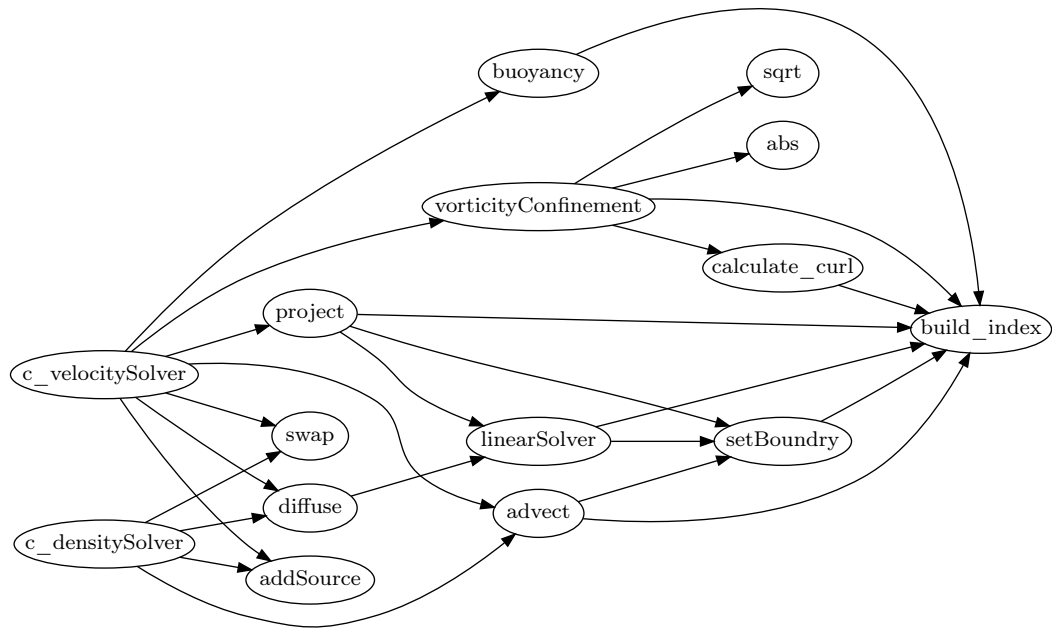 buoyancy
sqrt
abs
vorticityConfinement
calculate_curl
project
build_index
c_velocitySolver
swap
linearSolver
setBoundry
diffuse
advect
c_densitySolver
addSource